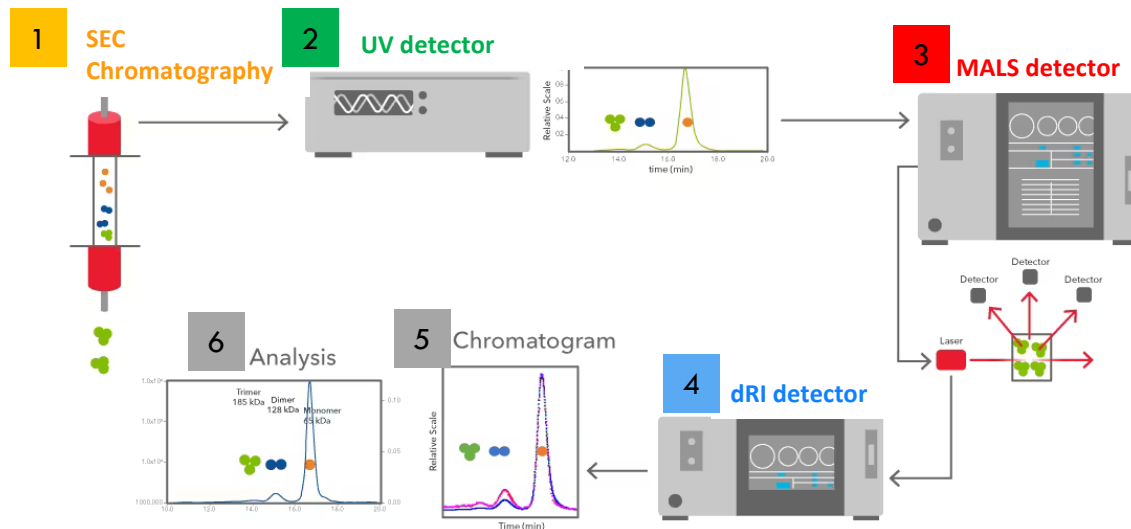 1
SEC
Chromatography
2
UV detector
Relative Scale
08
06
04
02
12.0 14.0 16.0 18.0 20.0
time (min)
3
MALS detector
Detector
Detector
Detector
Laser
4
dRI detector
5
Chromatogram
Relative Scale
Time (min)
6
Analysis
Trimer
185 kDa
Dimer
128 kDa
Monomer
65 kDa
0.10
0.05
0.00
10.0 12.0 14.0 16.0 18.0 20.0